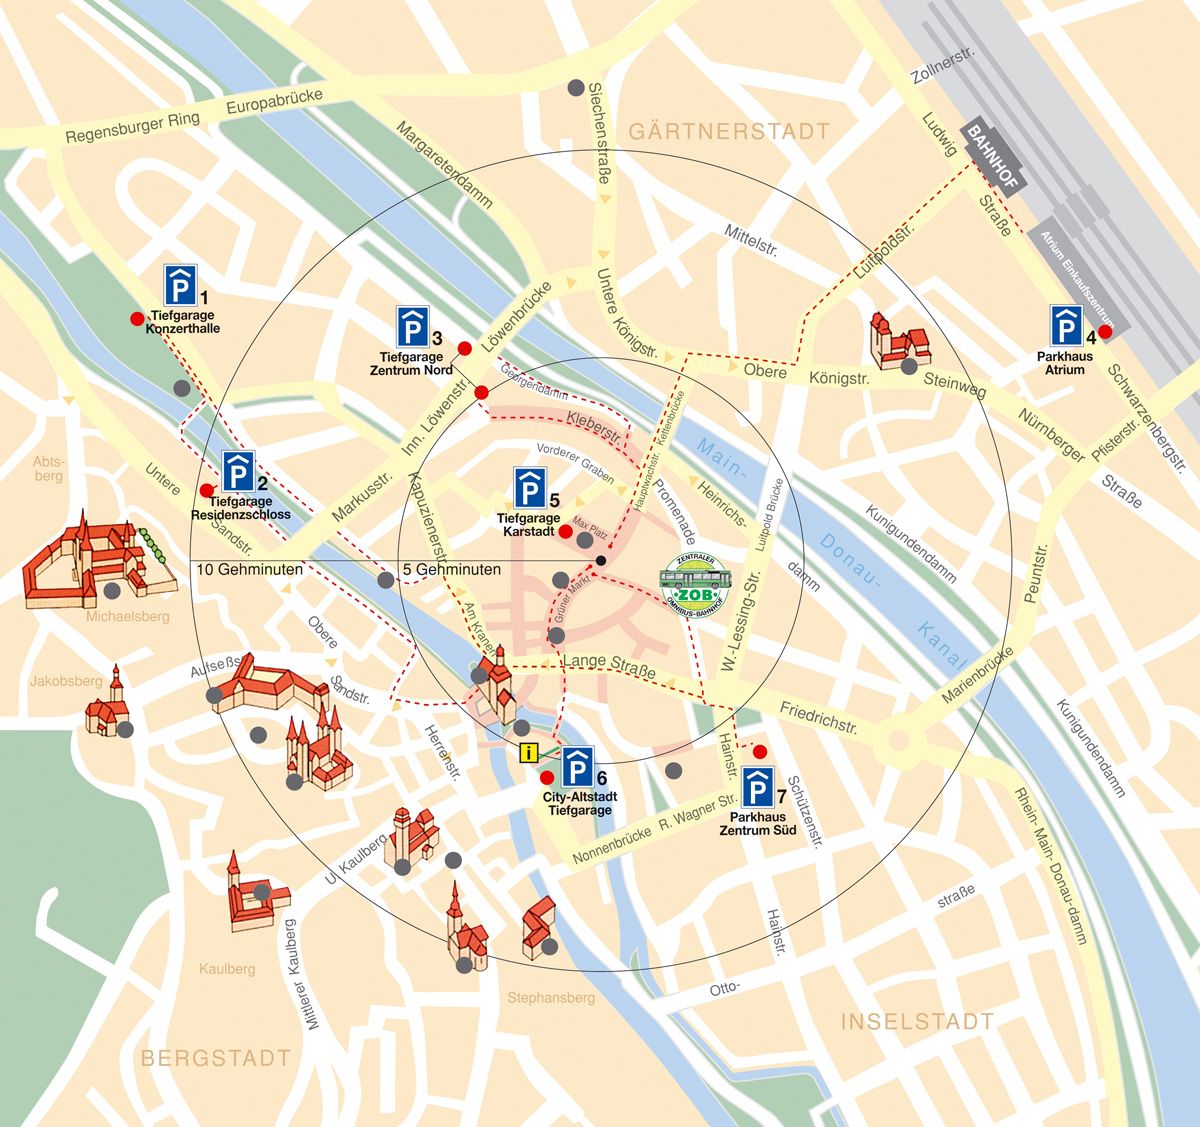 Zollnerstr.
Europabrücke
Regensburger Ring
Siechenstraße
GÄRTNERSTADT
Ludwig
Straße
BAHNHOF
Margaretendamm
Mittelstr.
Luitpoldstr.
Atrium Einkaufszentrum
P 1
Tiefgarage
Konzerthalle
P 3
Tiefgarage
Zentrum Nord
Löwenbrücke
Untere Königstr.
P 4
Parkhaus
Atrium
Georgendamm
Obere
Königstr.
Steinweg
Nürnberger
Straße
Schwarzenbergstr.
Pfisterstr.
Inn. Löwenstr.
Kleberstr.
Kettenbrücke
Hauptwachstr.
Main-
Donau-
Kanal
Abts-
berg
Untere
Sandstr.
P 2
Tiefgarage
Residenzschloss
Markusstr.
Kapuzinerstr.
Vorderer Graben
P 5
Tiefgarage
Karstadt
Max Platz
Promenade
Heinrichs-
damm
Luitpold Brücke
Kunigundendamm
10 Gehminuten
5 Gehminuten
ZENTRALER
ZOB
OMNIBUS-BAHNHOF
Peuntstr.
Michaelsberg
Grüner Markt
Am Kranen
W.-Lessing-Str.
Obere
Sandstr.
Aufseßs
Jakobsberg
Lange Straße
Marienbrücke
Friedrichstr.
Kunigundendamm
Herrenstr.
i
P 6
City-Altstadt
Tiefgarage
Hainstr.
P 7
Parkhaus
Zentrum Süd
Schützenstr.
R. Wagner Str.
Nonnenbrücke
Rhein-Main-Donau-damm
U. Kaulberg
Hainstr.
straße
Otto-
Kaulberg
Mittlerer Kaulberg
Stephansberg
INSELSTADT
BERGSTADT